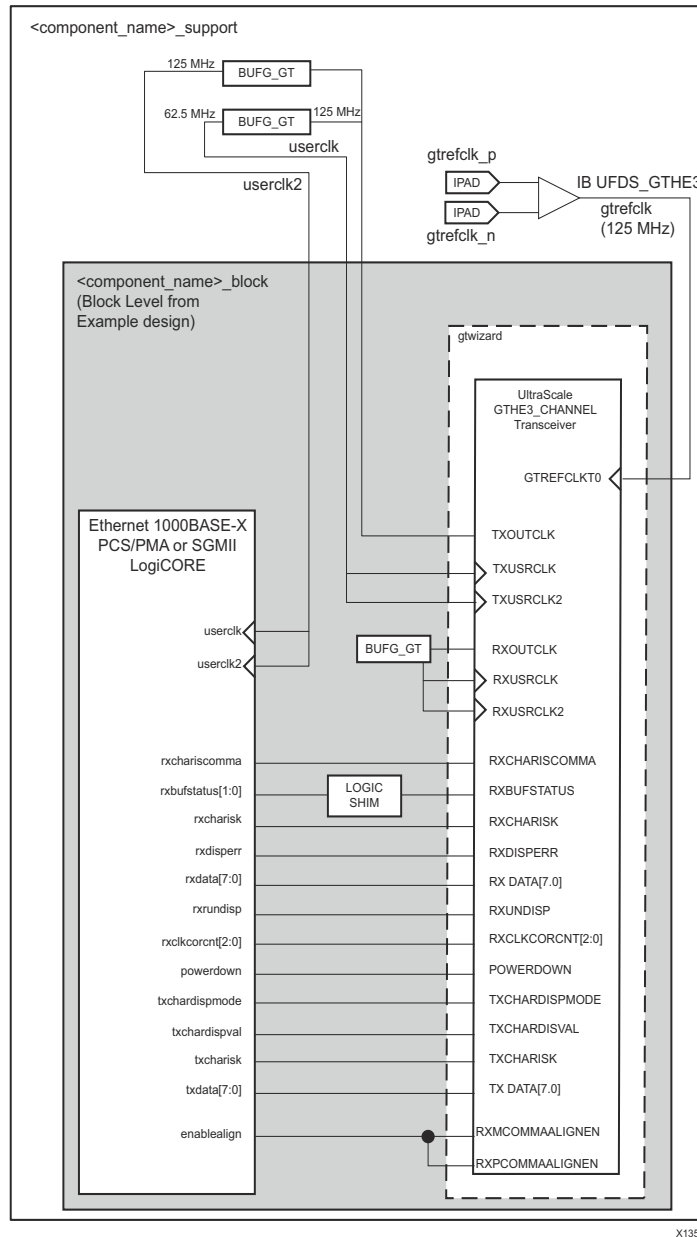 <component_name>_support
125 MHz
BUFG_GT
62.5 MHz
BUFG_GT
125 MHz
userclk
userclk2
gtrefclk_p
IPAD
IPAD
gtrefclk_n
IB UFDS_GTHE3
gtrefclk
(125 MHz)
<component_name>_block
(Block Level from
Example design)
gtwizard
UltraScale
GTHE3_CHANNEL
Transceiver
GTREFCLKT0
Ethernet 1000BASE-X
PCS/PMA or SGMII
LogiCORE
TXOUTCLK
TXUSRCLK
TXUSRCLK2
userclk
userclk2
BUFG_GT
RXOUTCLK
RXUSRCLK
RXUSRCLK2
rxchariscomma
RXCHARISCOMMA
rxbufstatus[1:0]
LOGIC
SHIM
RXBUFSTATUS
rxcharisk
RXCHARISK
rxdisperr
RXDISPERR
rxdata[7:0]
RX DATA[7.0]
rxrundisp
RXUNDISP
rxclkcorcnt[2:0]
RXCLKCORCNT[2:0]
powerdown
POWERDOWN
txchardispmode
TXCHARDISPMODE
txchardispval
TXCHARDISVAL
txcharisk
TXCHARISK
txdata[7:0]
TX DATA[7.0]
enablealign
RXMCOMMAALIGNEN
RXPCOMMAALIGNEN
X135